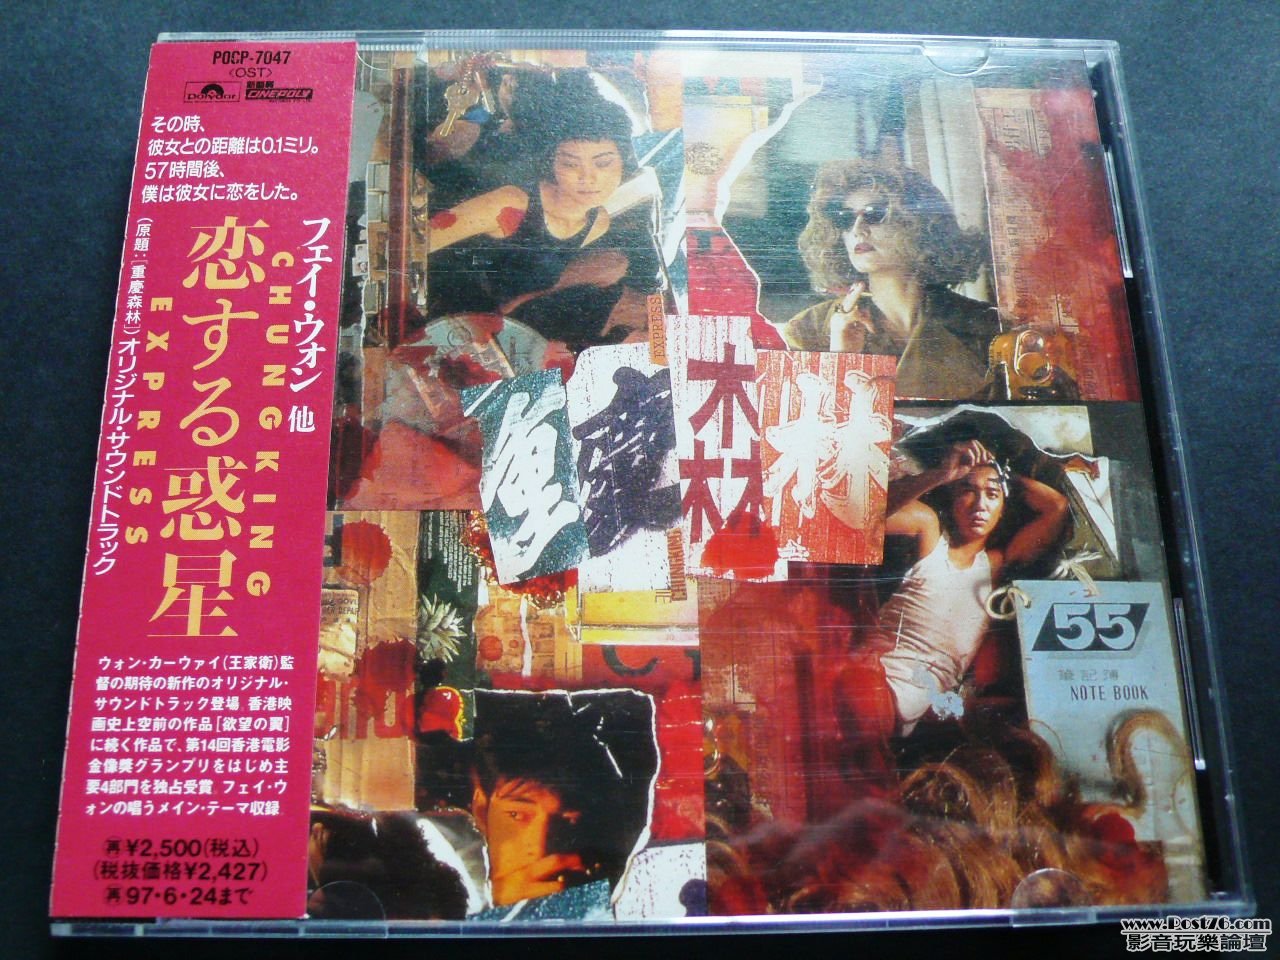 POCP-7047
〈OST〉
Polydor
新藝寶
CINEPOLY
その時、
彼女との距離は0.1ミリ。
57時間後、
僕は彼女に恋をした。
フェイ・ウォン 他
CHUNGKING
恋する惑星
EXPRESS
(原題:[重慶森林])オリジナル・サウンドトラック
ウォン・カーウァイ(王家衛)監
督の期待の新作のオリジナル・
サウンドトラック登場。香港映
画史上空前の作品[欲望の翼]
に続く作品で、第14回香港電影
金像奨グランプリをはじめ主
要4部門を独占受賞。フェイ・ウ
ォンの唱うメイン・テーマ収録。
再¥2,500(税込)
(税抜価格¥2,427)
再97・6・24まで
EXPRESS
重慶森林
55
筆記簿
NOTE BOOK
www.Post76.com
影音玩樂論壇